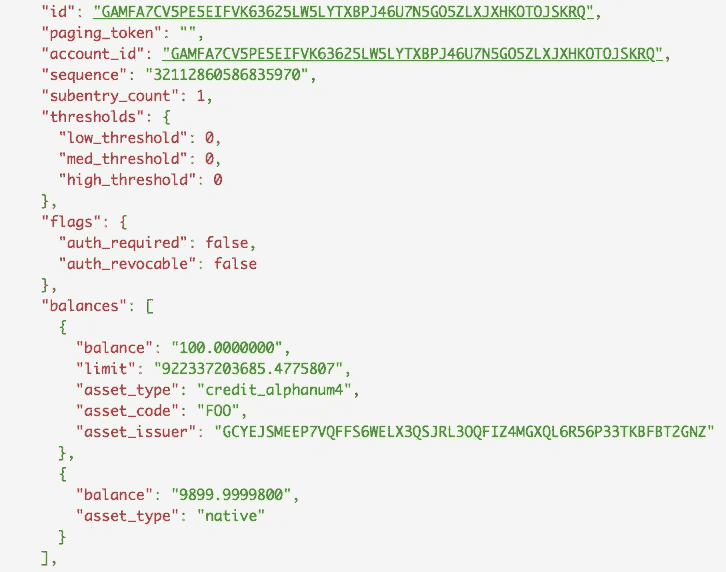 "id": "GAMFA7CV5PE5EIFVK63625LW5LYTXBPJ46U7N5GO5ZLXJXHKOTOJSKRQ",
"paging_token": "",
"account_id": "GAMFA7CV5PE5EIFVK63625LW5LYTXBPJ46U7N5GO5ZLXJXHKOTOJSKRQ",
"sequence": "32112860586835970",
"subentry_count": 1,
"thresholds": {
"low_threshold": 0,
"med_threshold": 0,
"high_threshold": 0
},
"flags": {
"auth_required": false,
"auth_revocable": false
},
"balances": [
{
"balance": "100.0000000",
"limit": "922337203685.4775807",
"asset_type": "credit_alphanum4",
"asset_code": "FOO",
"asset_issuer": "GCYEJSMEEP7VQFFS6WELX3QSJRL3OQFIZ4MGXQL6R56P33TKBFBT2GNZ"
},
{
"balance": "9899.9999800",
"asset_type": "native"
}
],